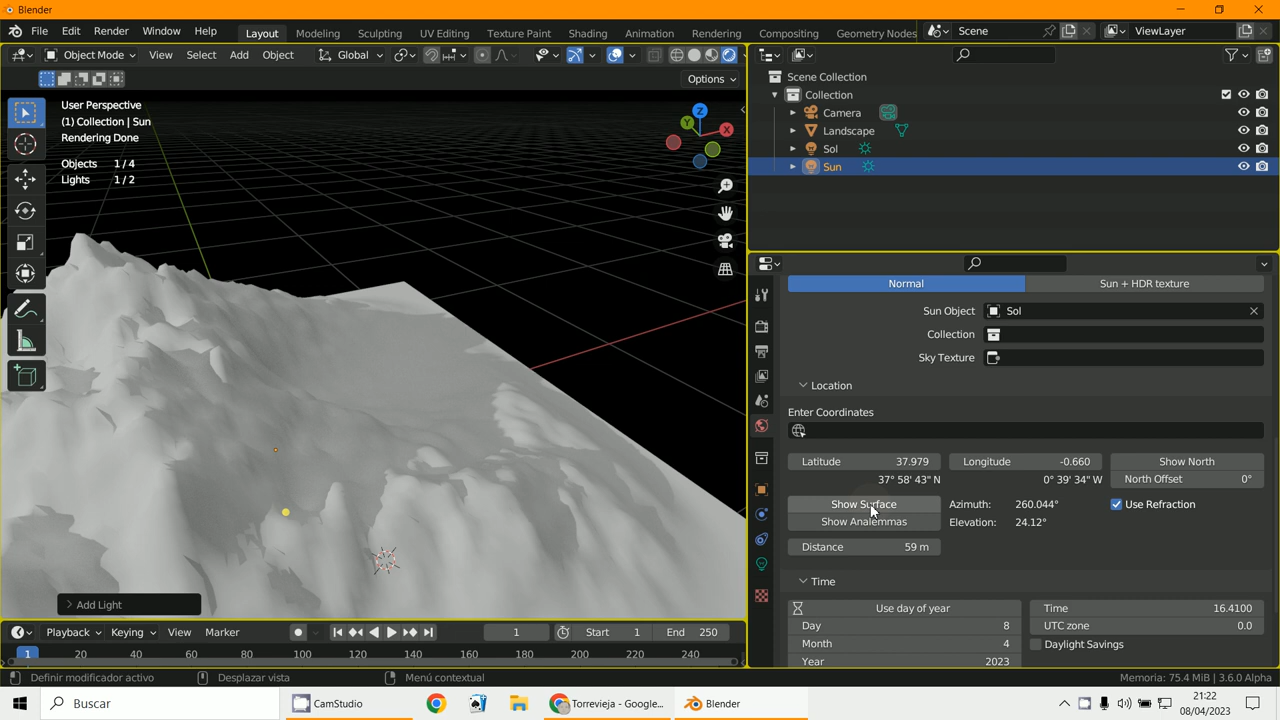 Blender
File Edit Render Window Help Layout Modeling Sculpting UV Editing Texture Paint Shading Animation Rendering Compositing Geometry Nodes Scene ViewLayer
Object Mode View Select Add Object Global
Options
User Perspective
(1) Collection | Sun
Rendering Done
Objects 1/4
Lights 1/2
Z
Y
X
Add Light
Scene Collection
Collection
Camera
Landscape
Sol
Sun
Normal Sun + HDR texture
Sun Object Sol
Collection
Sky Texture
Location
Enter Coordinates
Latitude 37.979 Longitude -0.660 Show North
37° 58' 43" N 0° 39' 34" W North Offset 0°
Show Surface Azimuth: 260.044° Use Refraction
Show Analemmas Elevation: 24.12°
Distance 59 m
Time
Use day of year Time 16.4100
Day 8 UTC zone 0.0
Month 4 Daylight Savings
Year 2023
Playback Keying View Marker 1 Start 1 End 250
1 20 40 60 80 100 120 140 160 180 200 220 240
Definir modificador activo Desplazar vista Menú contextual Memoria: 75.4 MiB | 3.6.0 Alpha
Buscar CamStudio Torrevieja - Google... Blender 21:22
08/04/2023